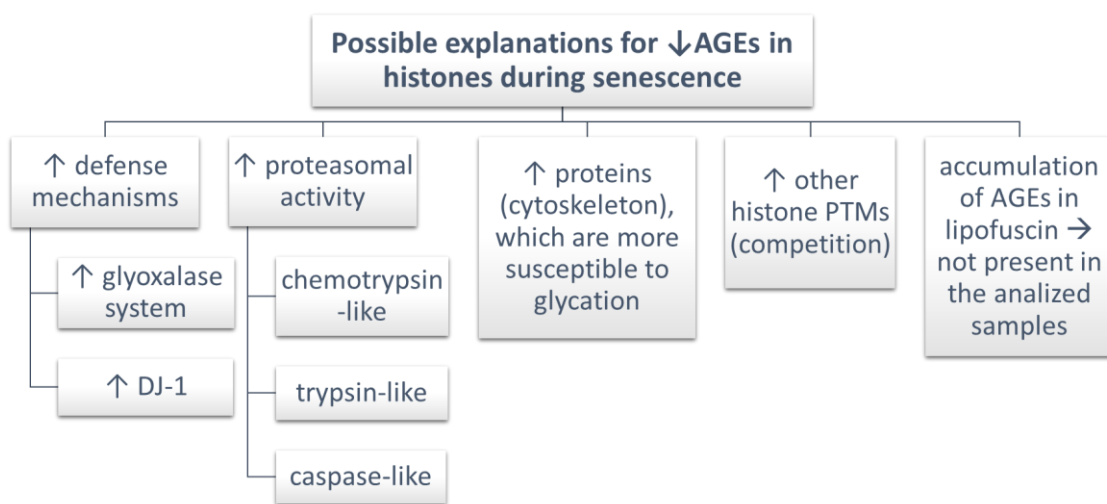 Possible explanations for ↓AGEs in
histones during senescence
↑ defense
mechanisms
↑ glyoxalase
system
↑ DJ-1
↑ proteasomal
activity
chemotrypsin
-like
trypsin-like
caspase-like
↑ proteins
(cytoskeleton),
which are more
susceptible to
glycation
↑ other
histone PTMs
(competition)
accumulation
of AGEs in
lipofuscin →
not present in
the analized
samples